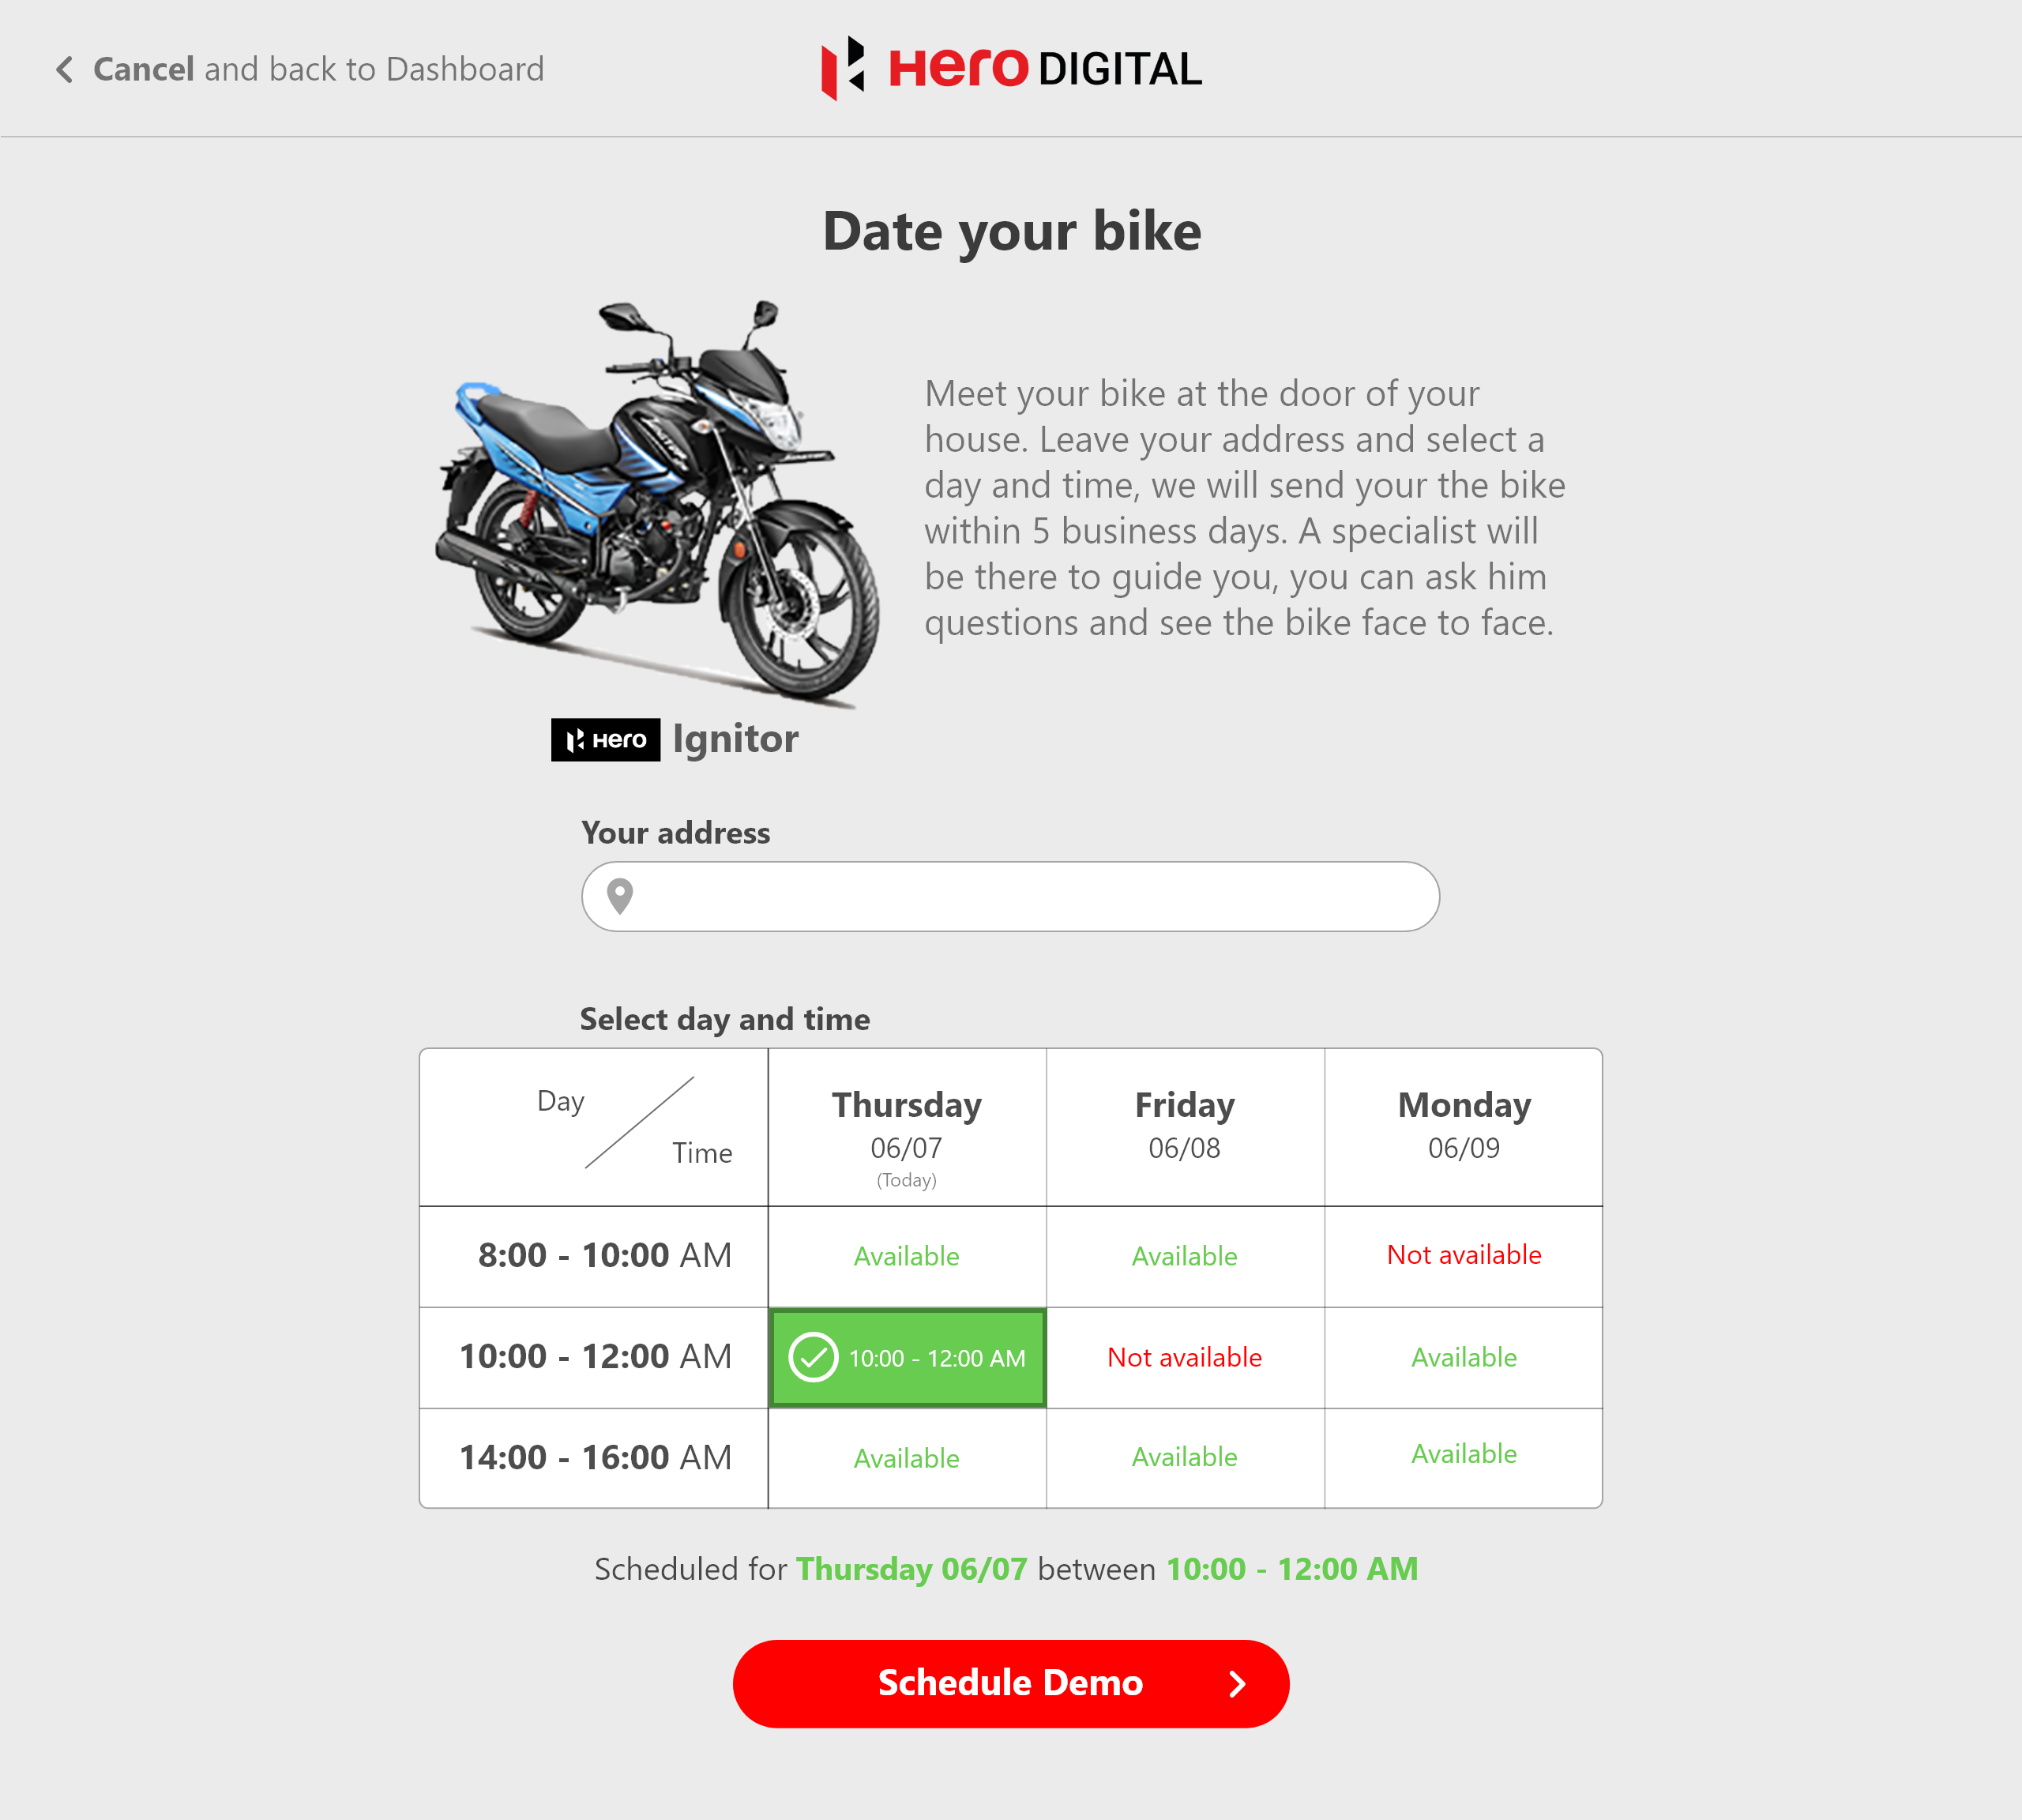 Cancel and back to Dashboard
Hero DIGITAL
Date your bike
Meet your bike at the door of your
house. Leave your address and select a
day and time, we will send your the bike
within 5 business days. A specialist will
be there to guide you, you can ask him
questions and see the bike face to face.
Hero Ignitor
Your address
Select day and time
Day
Time
Thursday
06/07
(Today)
Friday
06/08
Monday
06/09
8:00 - 10:00 AM
Available
Available
Not available
10:00 - 12:00 AM
10:00 - 12:00 AM
Not available
Available
14:00 - 16:00 AM
Available
Available
Available
Scheduled for Thursday 06/07 between 10:00 - 12:00 AM
Schedule Demo